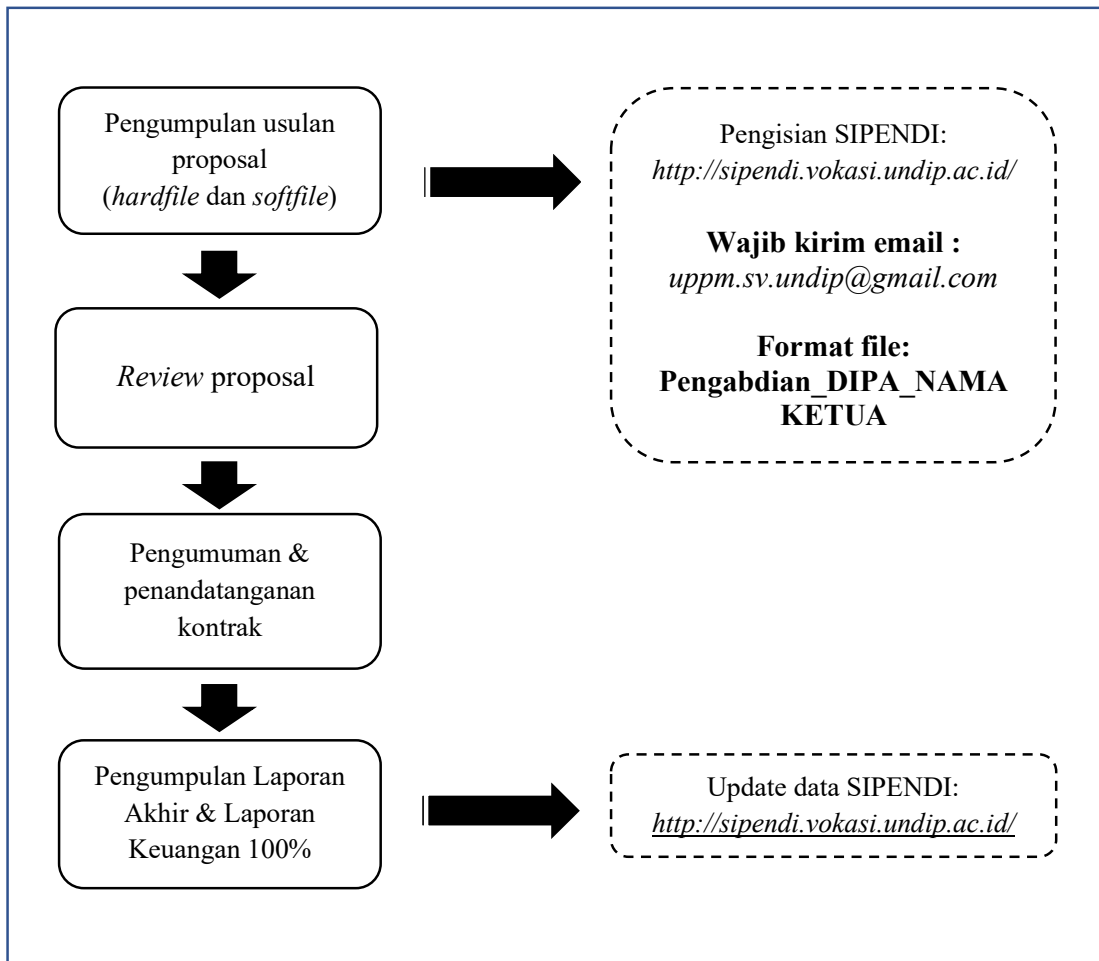 Pengumpulan usulan
proposal
(hardfile dan softfile)
Pengisian SIPENDI:
http://sipendi.vokasi.undip.ac.id/
Wajib kirim email :
uppm.sv.undip@gmail.com
Format file:
Pengabdian_DIPA_NAMA
KETUA
Review proposal
Pengumuman &
penandatanganan
kontrak
Pengumpulan Laporan
Akhir & Laporan
Keuangan 100%
Update data SIPENDI:
http://sipendi.vokasi.undip.ac.id/